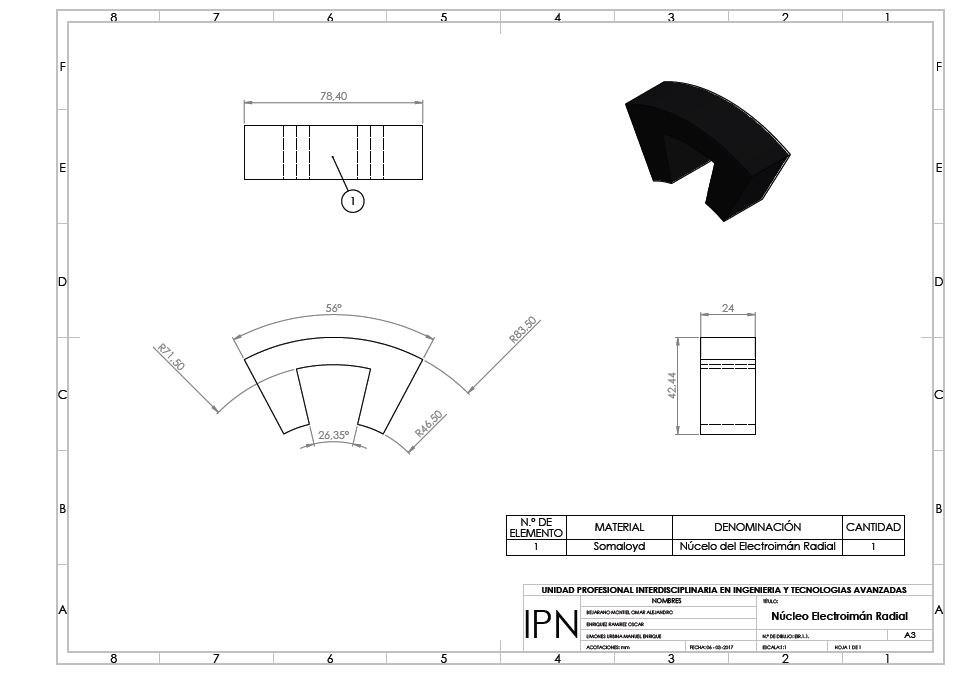 8 7 6 5 4 3 2 1
F F
78,40
E E
1
D D
56°
24
R71,50
R83,50
C C
42,44
R46,50
26,35°
B B
N.º DE ELEMENTO MATERIAL DENOMINACIÓN CANTIDAD
1 Somaloyd Núcelo del Electroimán Radial 1
UNIDAD PROFESIONAL INTERDISCIPLINARIA EN INGENIERIA Y TECNOLOGIAS AVANZADAS
A A
IPN
NOMBRES
BEJARANO MONTIEL OMAR ALEJANDRO
ENRIQUEZ RAMIREZ OSCAR
LIMONES URBINA MANUEL ENRIQUE
TÍTULO:
Núcleo Electroimán Radial
N.º DE DIBUJO: A3
ACOTACIONES: mm FECHA: 06 - 03 -2017 ESCALA:1:1 HOJA 1 DE 1
8 7 6 5 4 3 2 1